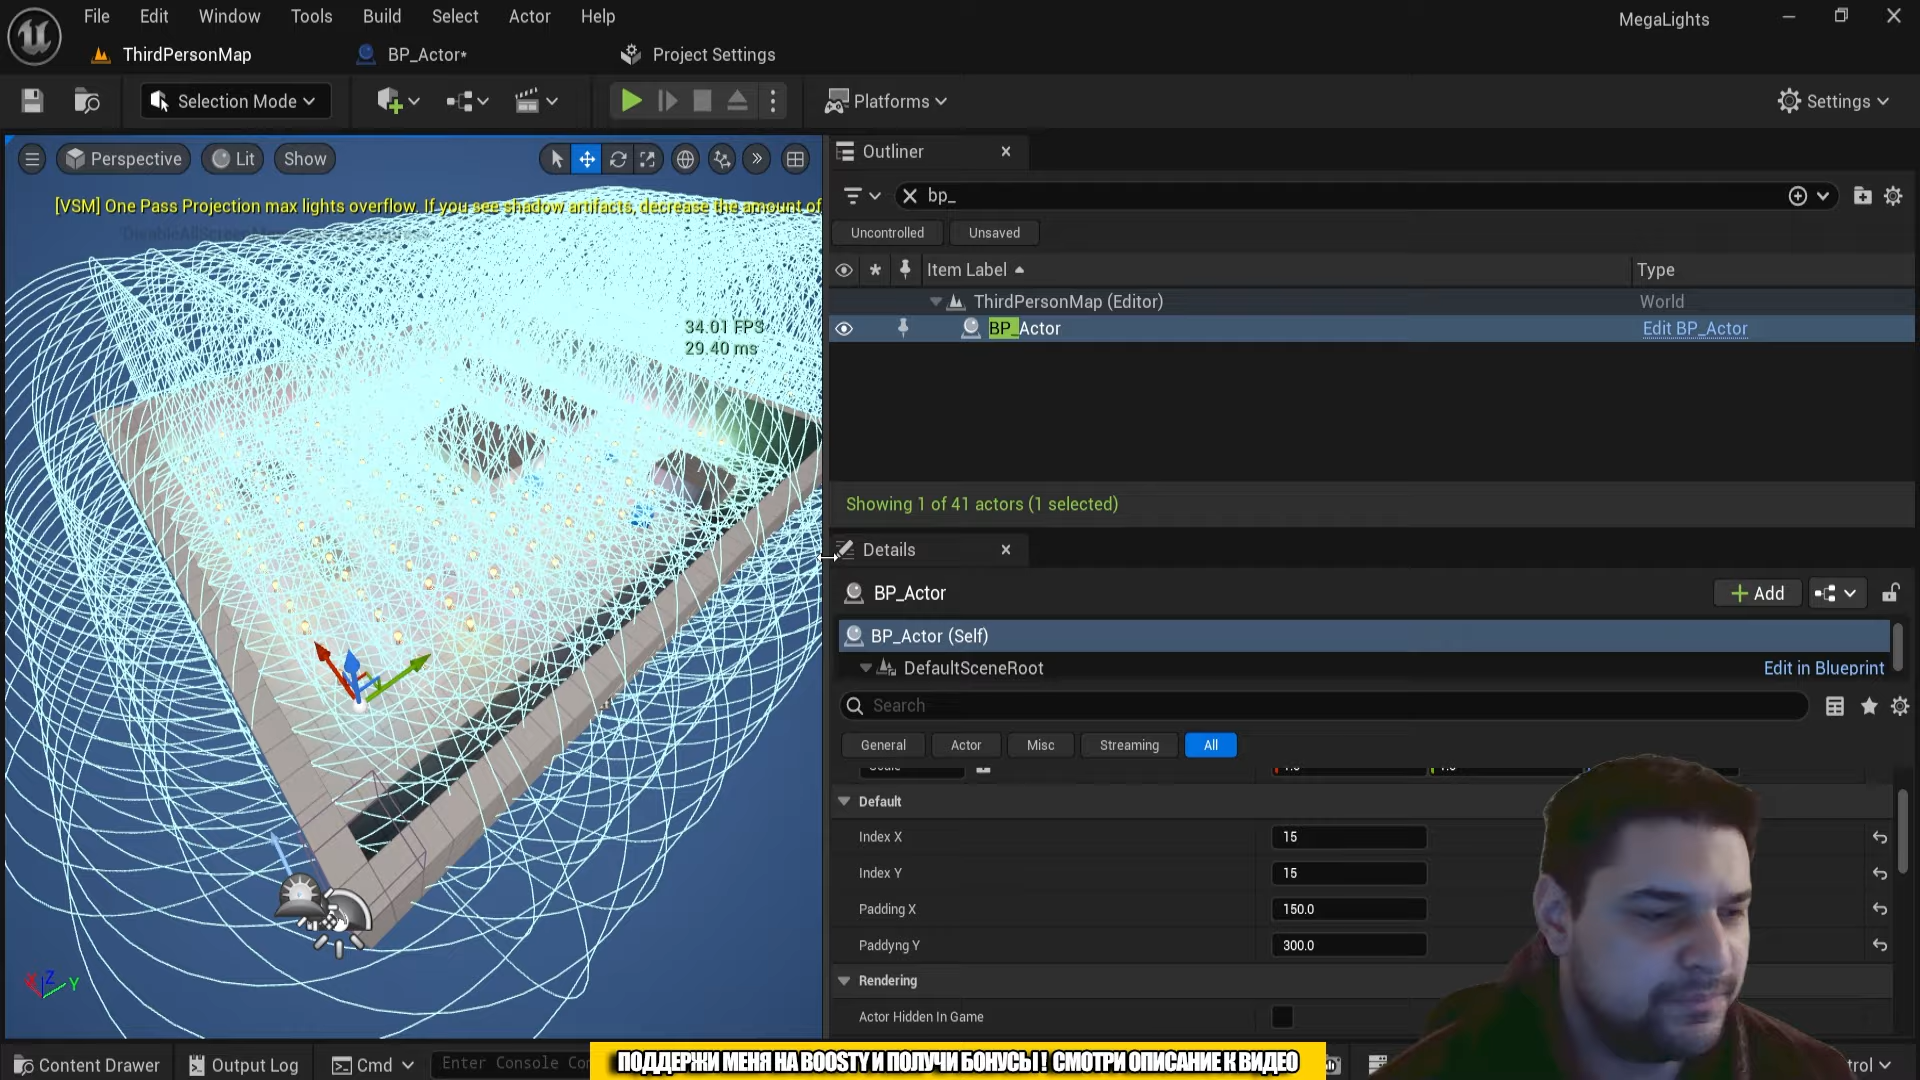 File Edit Window Tools Build Select Actor Help
MegaLights
ThirdPersonMap
BP_Actor*
Project Settings
Selection Mode
Platforms
Settings
Perspective
Lit
Show
Outliner
[VSM] One Pass Projection max lights overflow. If you see shadow artifacts, decrease the amount of
34.01 FPS
29.40 ms
bp_
Uncontrolled
Unsaved
Item Label
Type
ThirdPersonMap (Editor)
World
BP_Actor
Edit BP_Actor
Showing 1 of 41 actors (1 selected)
Details
BP_Actor
Add
BP_Actor (Self)
DefaultSceneRoot
Edit in Blueprint
Search
General
Actor
Misc
Streaming
All
Default
Index X
15
Index Y
15
Padding X
150.0
Paddyng Y
300.0
Rendering
Actor Hidden In Game
X
Z
Y
Content Drawer
Output Log
Cmd
Enter Console Co
ПОДДЕРЖИ МЕНЯ НА BOOSTY И ПОЛУЧИ БОНУСЫ! СМОТРИ ОПИСАНИЕ К ВИДЕО
trol